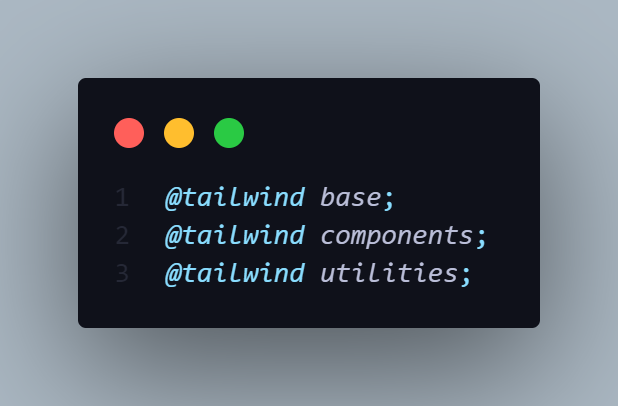 1 @tailwind base;
2 @tailwind components;
3 @tailwind utilities;